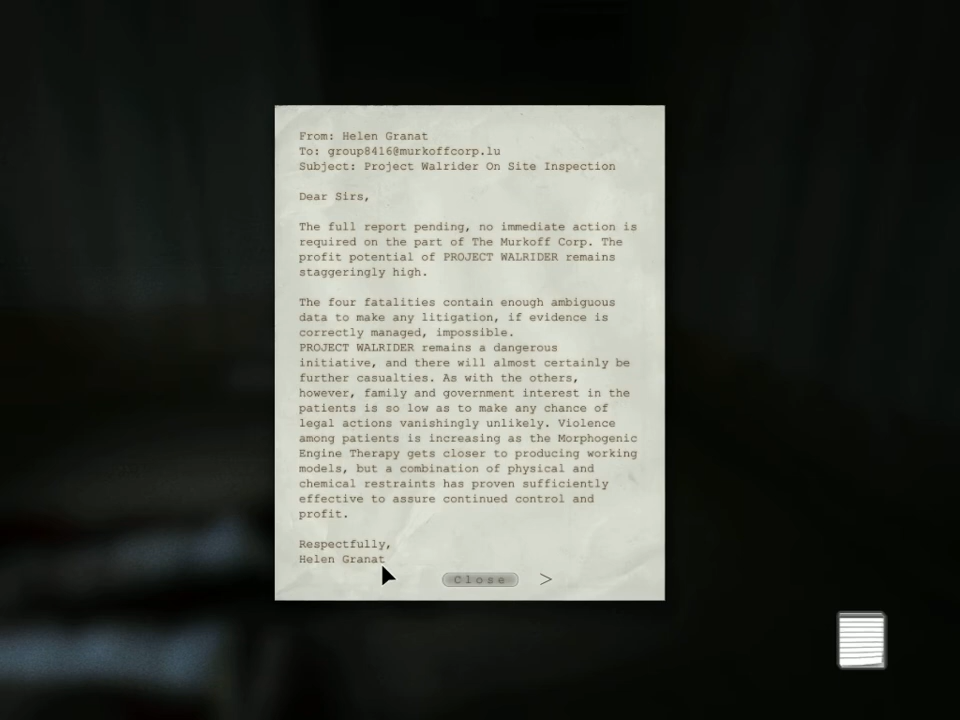 From: Helen Granat
To: group8416@murkoffcorp.lu
Subject: Project Walrider On Site Inspection
Dear Sirs,
The full report pending, no immediate action is
required on the part of The Murkoff Corp. The
profit potential of PROJECT WALRIDER remains
staggeringly high.
The four fatalities contain enough ambiguous
data to make any litigation, if evidence is
correctly managed, impossible.
PROJECT WALRIDER remains a dangerous
initiative, and there will almost certainly be
further casualties. As with the others,
however, family and government interest in the
patients is so low as to make any chance of
legal actions vanishingly unlikely. Violence
among patients is increasing as the Morphogenic
Engine Therapy gets closer to producing working
models, but a combination of physical and
chemical restraints has proven sufficiently
effective to assure continued control and
profit.
Respectfully,
Helen Granat
Close >